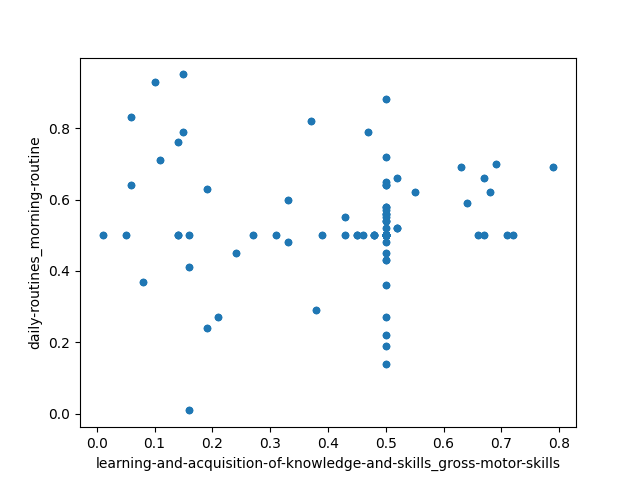 0.8
0.6
0.4
0.2
0.0
daily-routines_morning-routine
0.0 0.1 0.2 0.3 0.4 0.5 0.6 0.7 0.8
learning-and-acquisition-of-knowledge-and-skills_gross-motor-skills